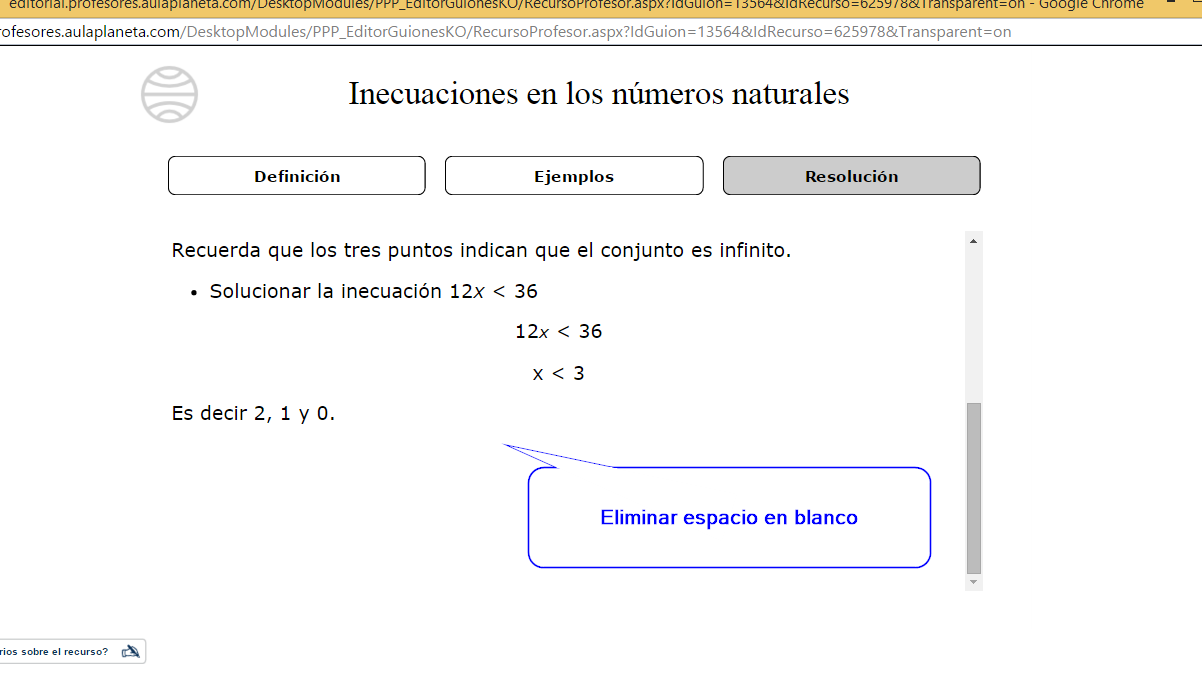 editorial.profesores.aulaplaneta.com/DesktopModules/PPP_EditorGuionesKO/RecursoProfesor.aspx?IdGuion=13564&IdRecurso=625978&Transparent=on - Google Chrome
rofesores.aulaplaneta.com/DesktopModules/PPP_EditorGuionesKO/RecursoProfesor.aspx?IdGuion=13564&IdRecurso=625978&Transparent=on
Inecuaciones en los números naturales
Definición
Ejemplos
Resolución
Recuerda que los tres puntos indican que el conjunto es infinito.
• Solucionar la inecuación 12x < 36
12x < 36
x < 3
Es decir 2, 1 y 0.
Eliminar espacio en blanco
rios sobre el recurso?